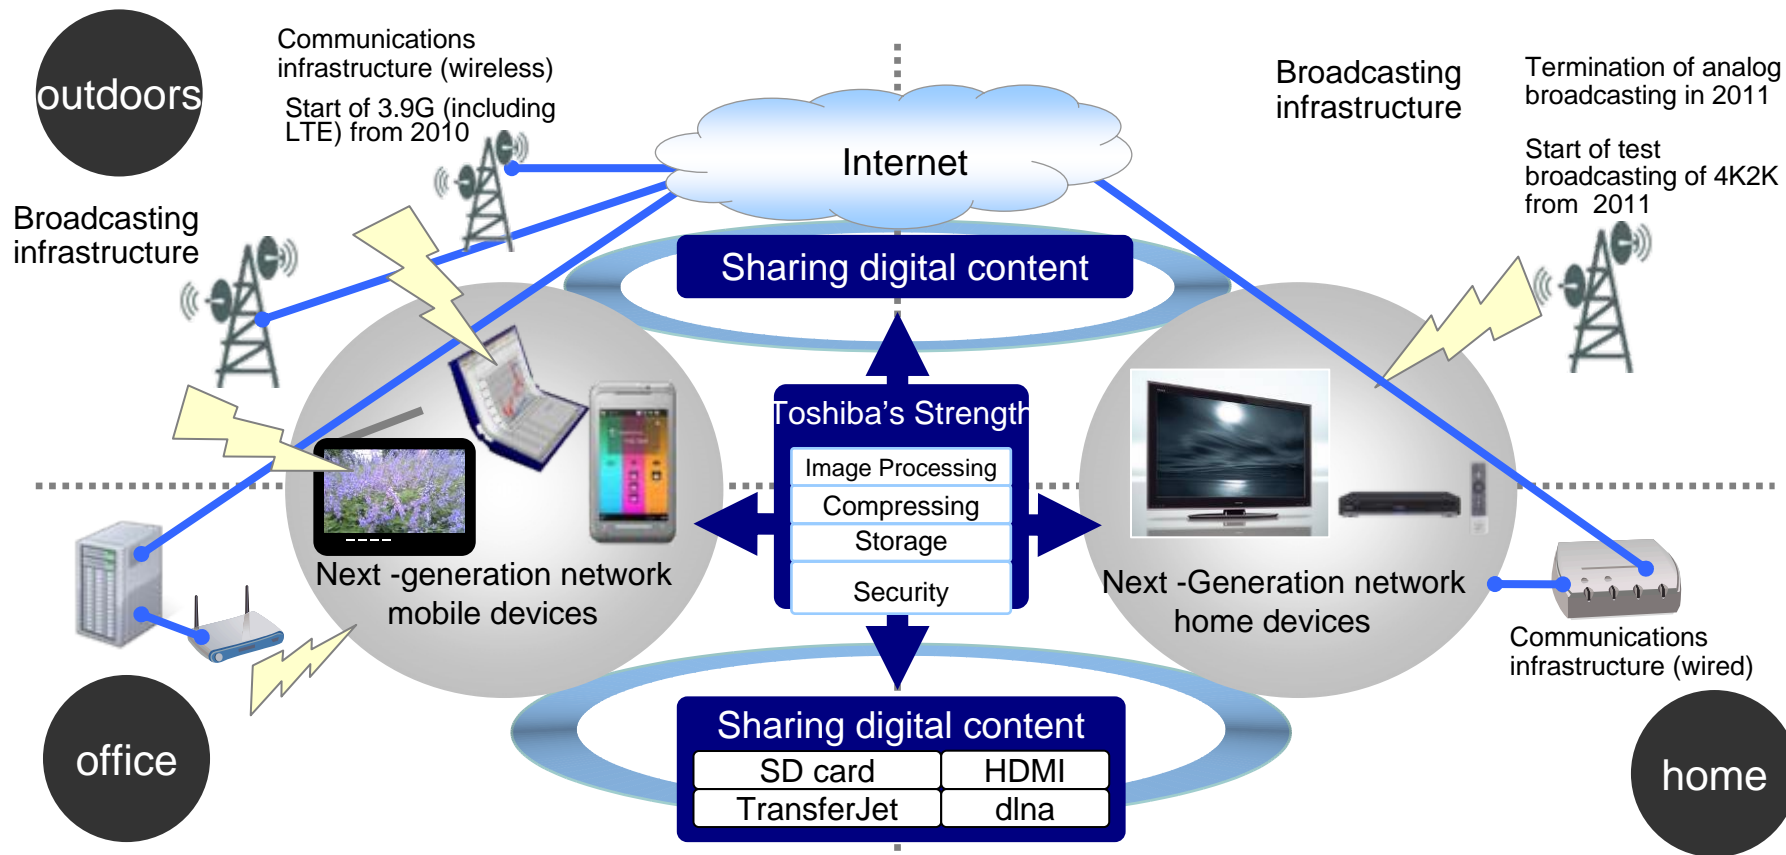 outdoors
Communications
infrastructure (wireless)
Start of 3.9G (including
LTE) from 2010
Broadcasting
infrastructure
Internet
Broadcasting
infrastructure
Termination of analog
broadcasting in 2011
Start of test
broadcasting of 4K2K
from  2011
Sharing digital content
Toshiba's Strength
Image Processing
Compressing
Storage
Security
Next -generation network
mobile devices
Next -Generation network
home devices
Communications
infrastructure (wired)
office
Sharing digital content
SD card
HDMI
TransferJet
dlna
home